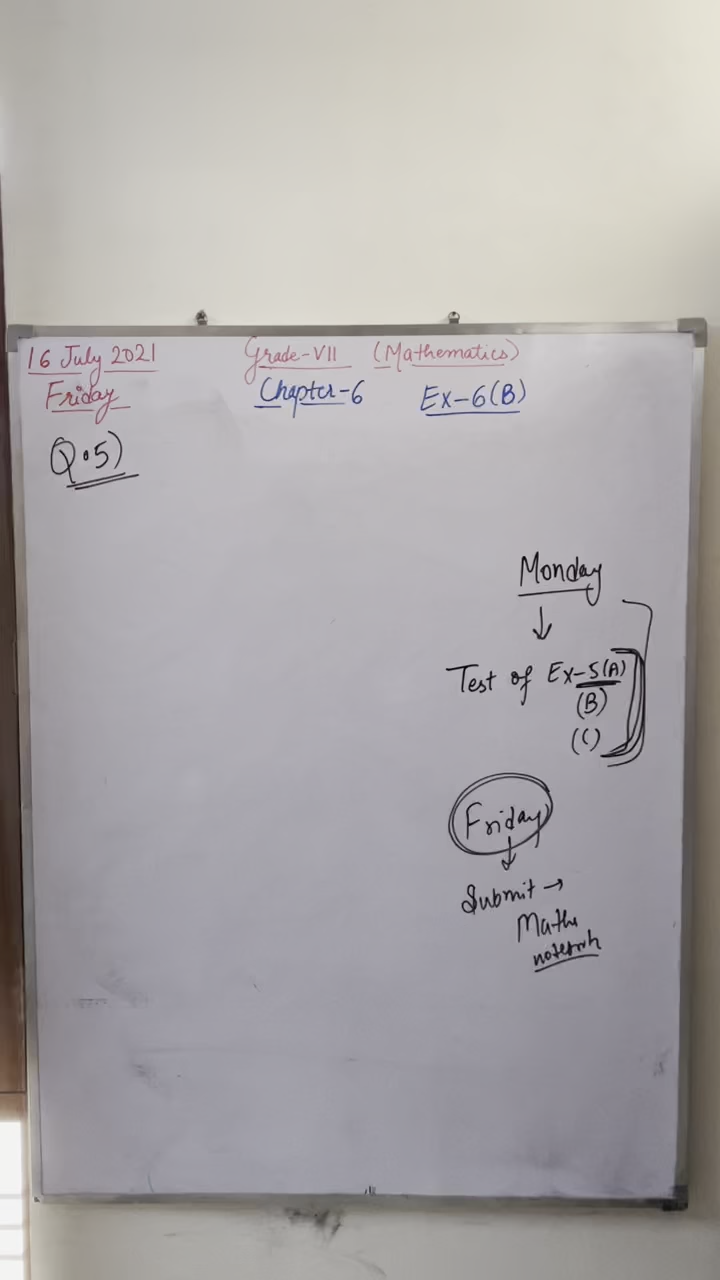 16 July 2021 Grade-VII (Mathematics)
Friday Chapter-6 Ex-6(B)
Q.5)
Monday
↓
Test of Ex-5(A)
(B)
(C)
Friday
↓
Submit →
Maths